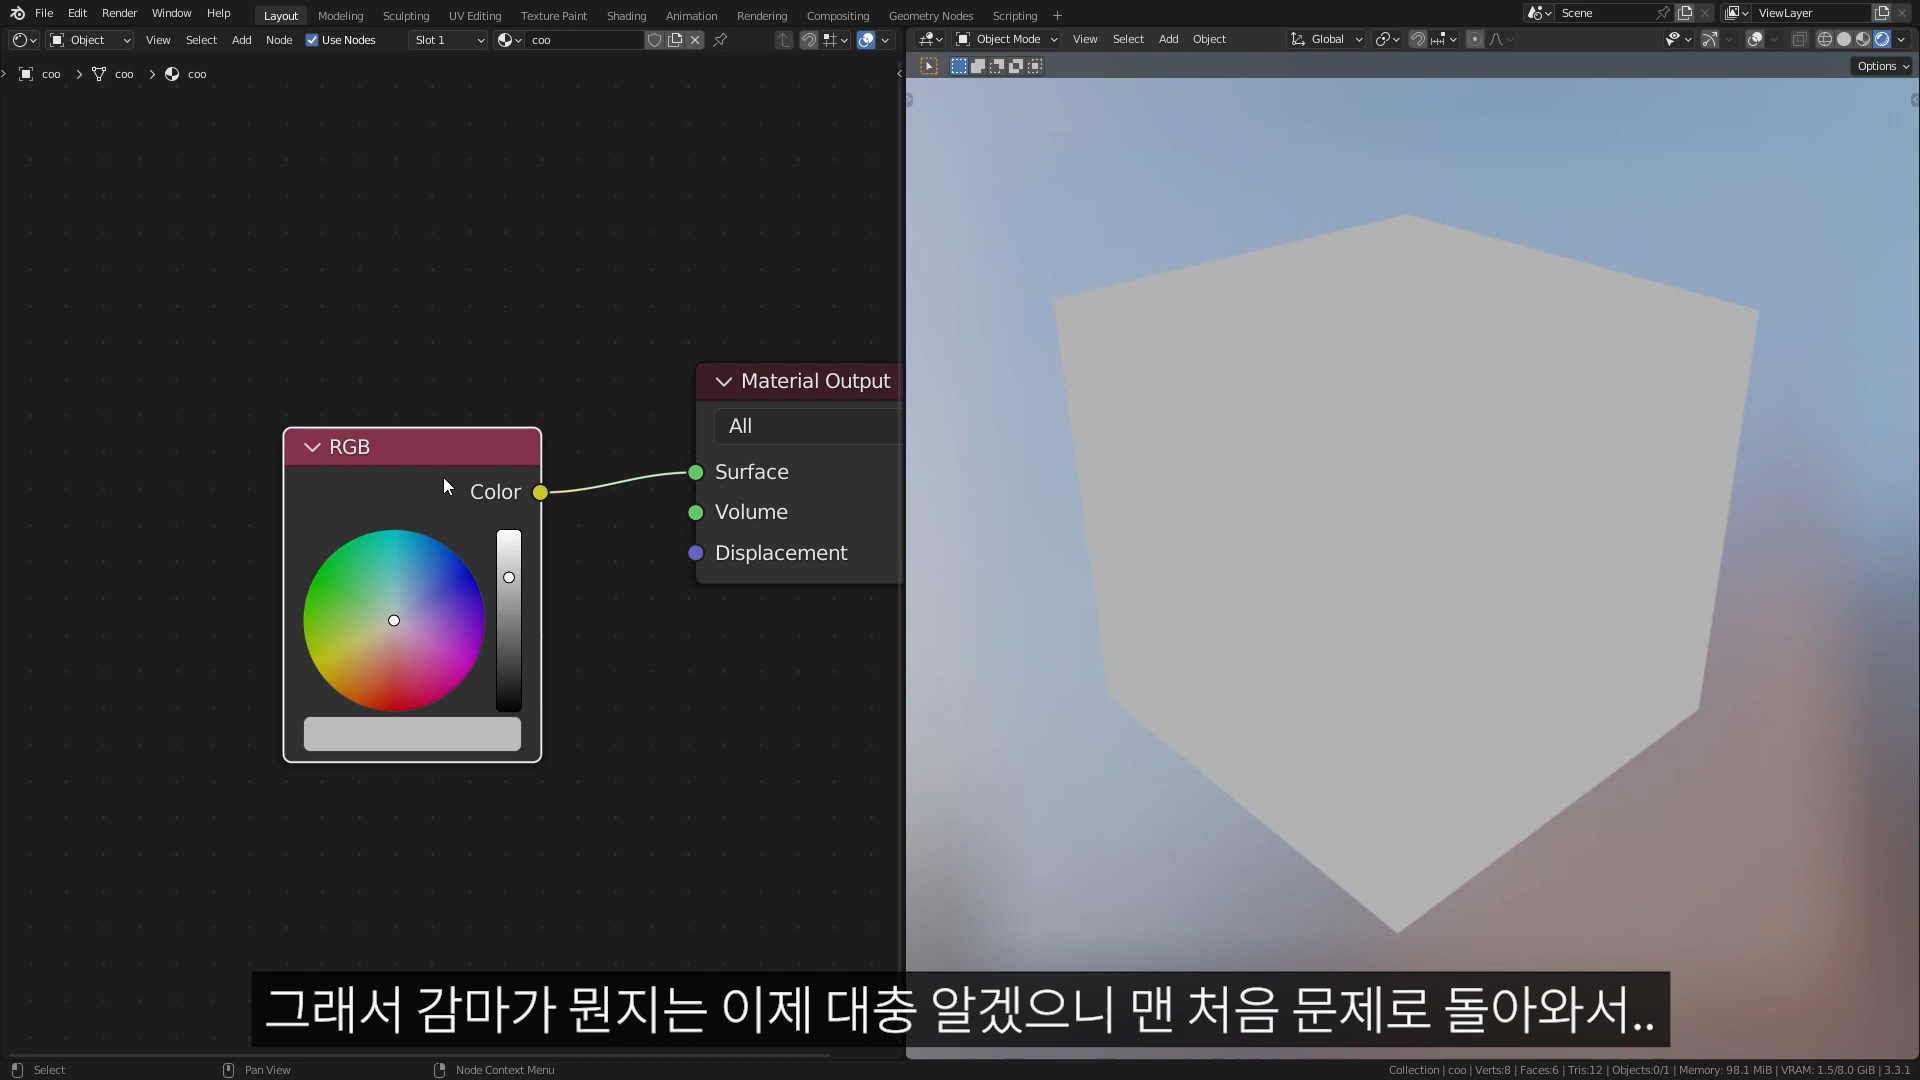 File Edit Render Window Help Layout Modeling Sculpting UV Editing Texture Paint Shading Animation Rendering Compositing Geometry Nodes Scripting + Scene ViewLayer
Object View Select Add Node Use Nodes Slot 1 coo Object Mode View Select Add Object Global
Options
coo coo coo
Material Output
All
RGB
Surface
Color
Volume
Displacement
그래서 감마가 뭔지는 이제 대충 알겠으니 맨 처음 문제로 돌아와서..
Select Pan View Node Context Menu Collection | coo | Verts:8 | Faces:6 | Tris:12 | Objects:0/1 | Memory: 98.1 MiB | VRAM: 1.5/8.0 GiB | 3.3.1